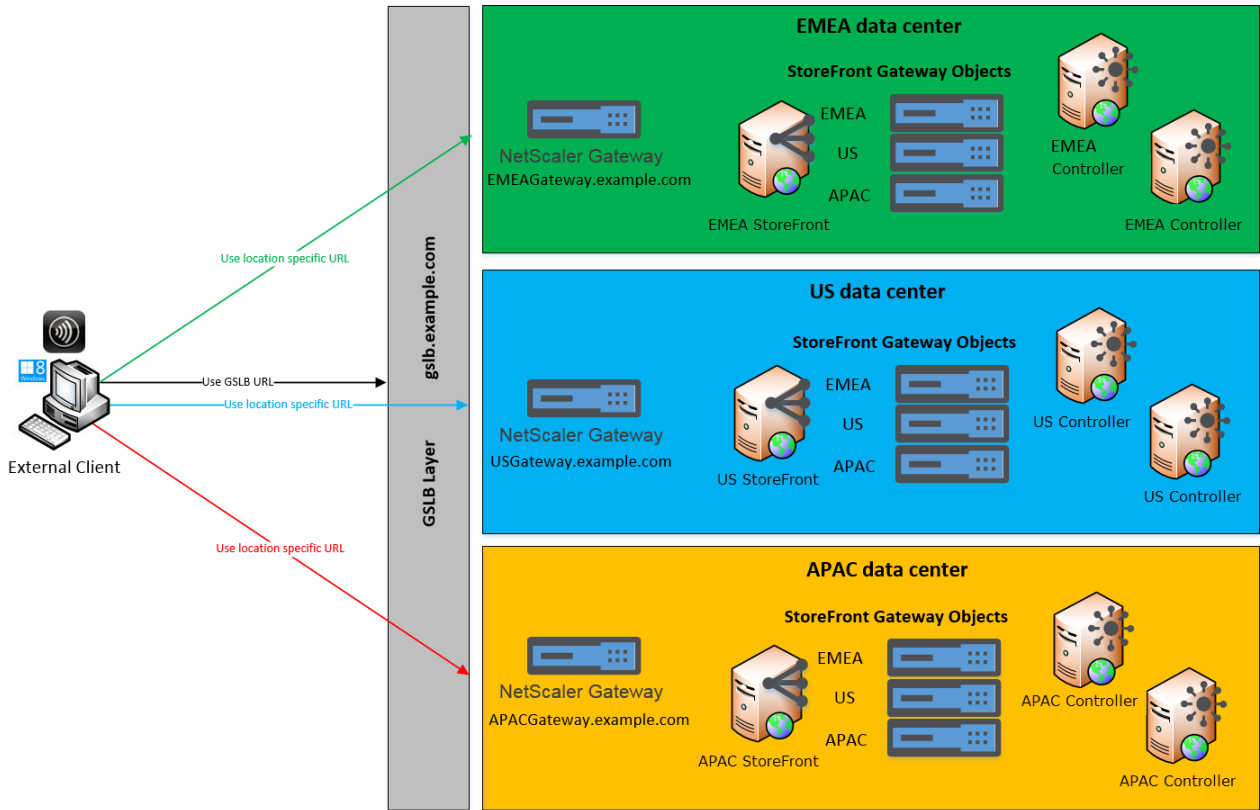 EMEA data center
StoreFront Gateway Objects
EMEA
US
APAC
NetScaler Gateway
EMEAGateway.example.com
EMEA StoreFront
EMEA
Controller
EMEA Controller
Use location specific URL
gslb.example.com
GSLB Layer
8
Windows
Use GSLB URL
Use location specific URL
External Client
Use location specific URL
US data center
StoreFront Gateway Objects
EMEA
US
APAC
NetScaler Gateway
USGateway.example.com
US StoreFront
US Controller
US Controller
APAC data center
StoreFront Gateway Objects
EMEA
US
APAC
NetScaler Gateway
APACGateway.example.com
APAC StoreFront
APAC Controller
APAC Controller